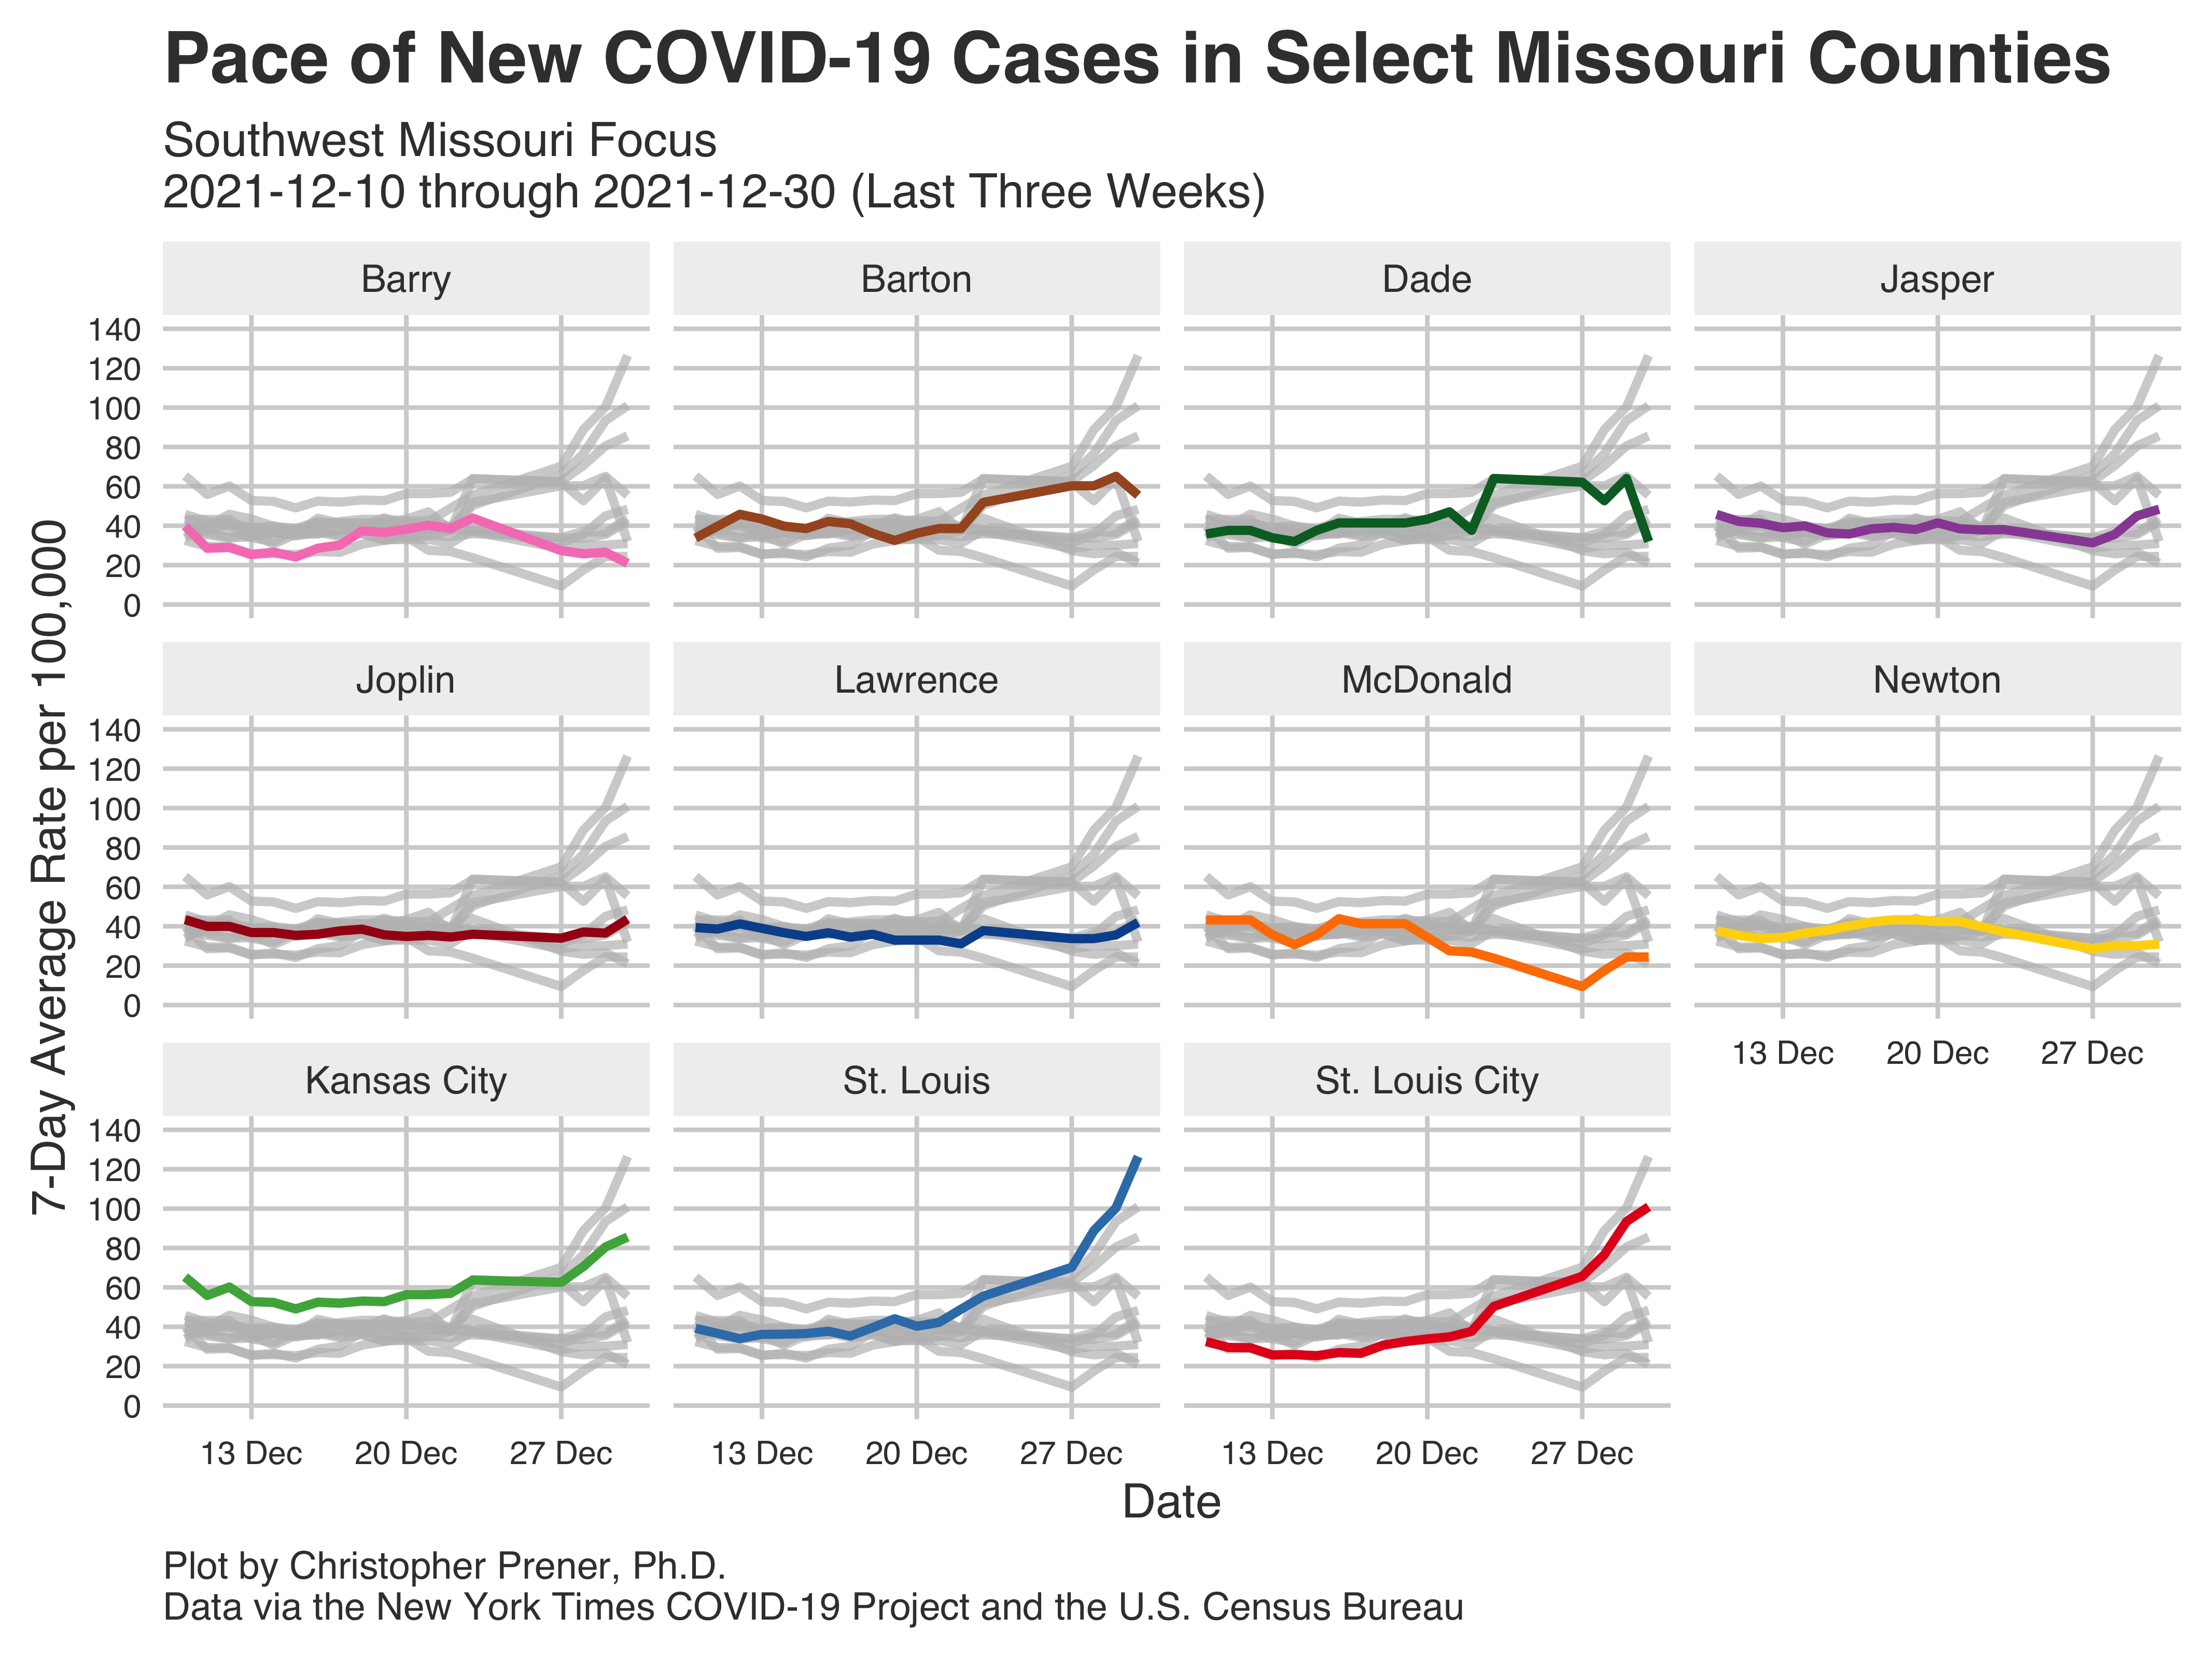 Pace of New COVID-19 Cases in Select Missouri Counties
Southwest Missouri Focus
2021-12-10 through 2021-12-30 (Last Three Weeks)
7-Day Average Rate per 100,000
Barry
Barton
Dade
Jasper
140
120
100
80
60
40
20
0
Joplin
Lawrence
McDonald
Newton
140
120
100
80
60
40
20
0
13 Dec
20 Dec
27 Dec
Kansas City
St. Louis
St. Louis City
140
120
100
80
60
40
20
0
13 Dec
20 Dec
27 Dec
13 Dec
20 Dec
27 Dec
13 Dec
20 Dec
27 Dec
Date
Plot by Christopher Prener, Ph.D.
Data via the New York Times COVID-19 Project and the U.S. Census Bureau